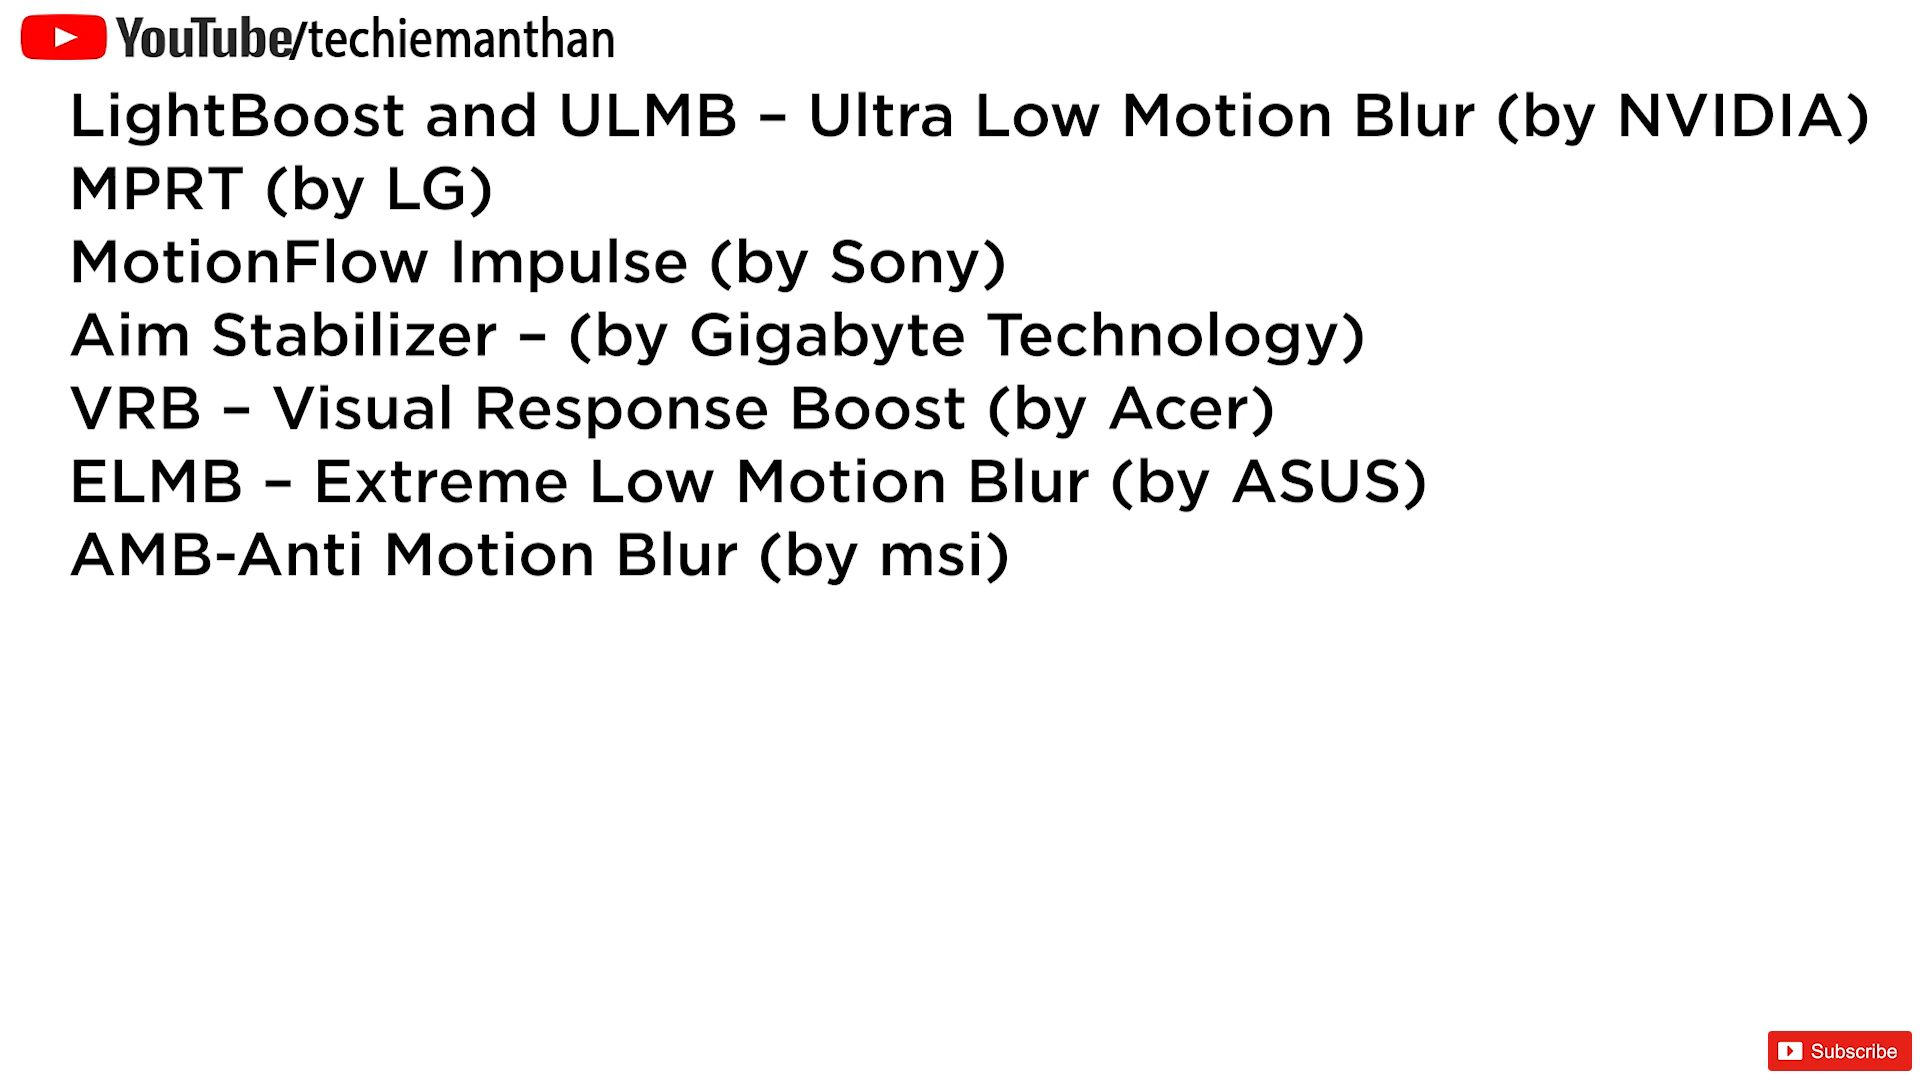 YouTube/techiemanthan
LightBoost and ULMB – Ultra Low Motion Blur (by NVIDIA)
MPRT (by LG)
MotionFlow Impulse (by Sony)
Aim Stabilizer – (by Gigabyte Technology)
VRB – Visual Response Boost (by Acer)
ELMB – Extreme Low Motion Blur (by ASUS)
AMB-Anti Motion Blur (by msi)
Subscribe